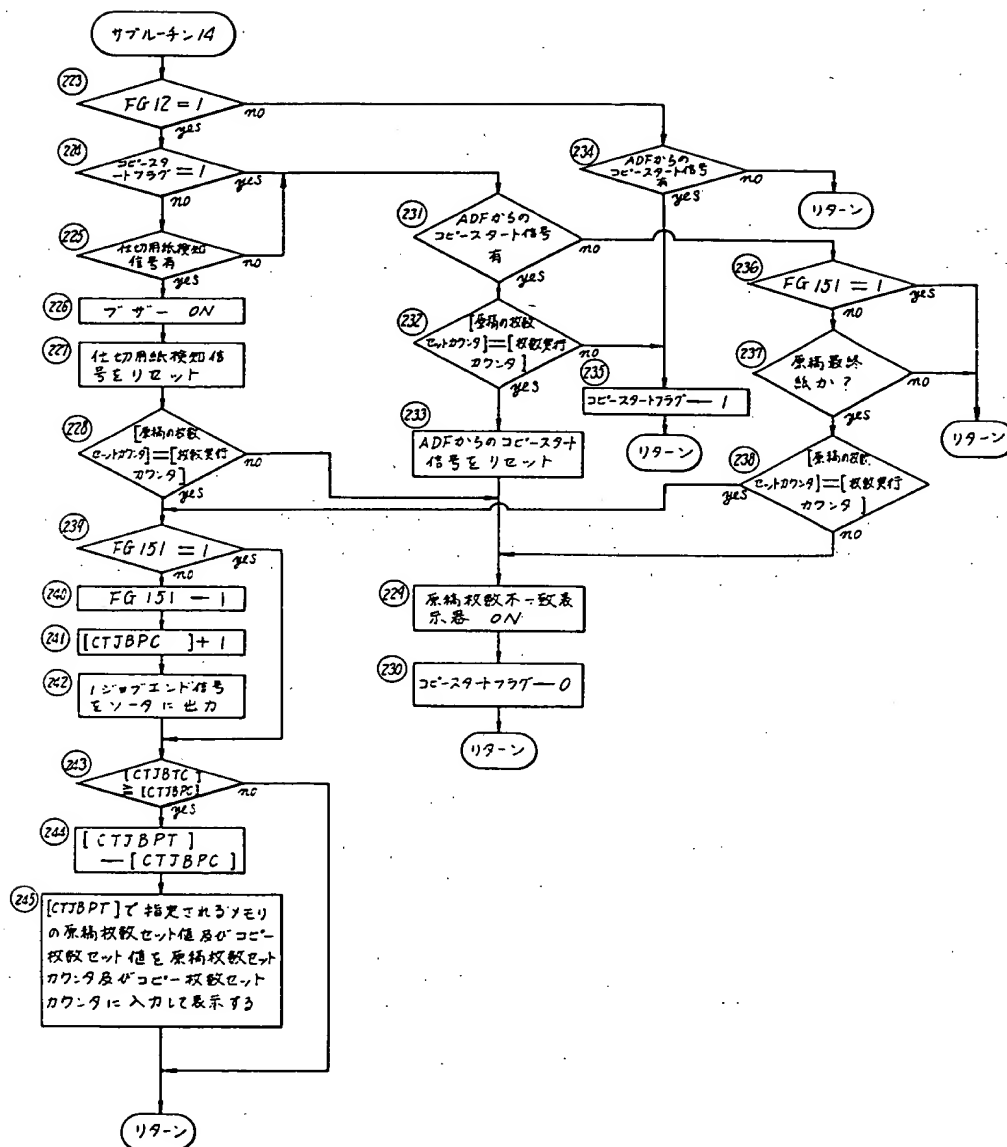 サブルーチン14
223
FG12=1
no
yes
224
コピースタ
ートフラグ=1
yes
no
225
仕切用紙検知
信号有
no
yes
226
ブザー ON
227
仕切用紙検知信
号をリセット
228
[原稿の枚数
セットカウンタ]=[枚数実行
カウンタ]
no
yes
239
FG151=1
yes
no
240
FG151―1
241
[CTJBPC ]+1
242
1ジョブエンド信号
をソータに出力
243
[CTJBTC]
≧[CTJBPC]
no
yes
244
[CTJBPT]
―[CTJBPC]
245
[CTJBPT]で指定されるメモリ
の原稿枚数セット値及びコピー
枚数セット値を原稿枚数セット
カウンタ及びコピー枚数セット
カウンタに入力して表示する
リターン
231
ADFからの
コピースタート信号
有
no
yes
232
[原稿の枚数
セットカウンタ]=[枚数実行
カウンタ]
no
yes
233
ADFからのコピースタート
信号をリセット
229
原稿枚数不一致表
示器 ON
230
コピースタートフラグ―0
リターン
234
ADFからの
コピースタート信号
有
no
yes
リターン
235
コピースタートフラグ―1
リターン
236
FG151=1
yes
no
237
原稿最終
紙か?
no
yes
リターン
238
[原稿の枚数
セットカウンタ]=[枚数実行
カウンタ]
yes
no